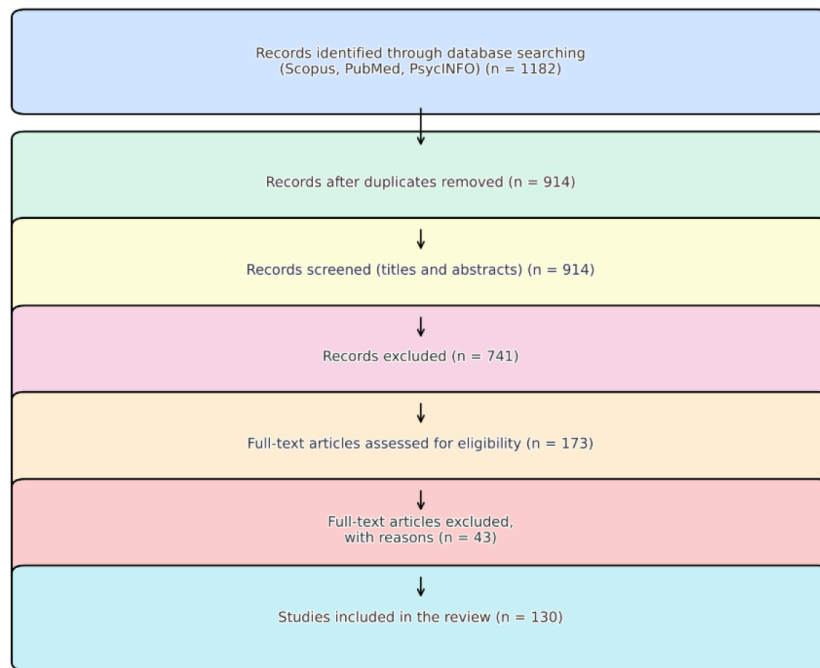 Records identified through database searching
(Scopus, PubMed, PsycINFO) (n = 1182)
Records after duplicates removed (n = 914)
Records screened (titles and abstracts) (n = 914)
Records excluded (n = 741)
Full-text articles assessed for eligibility (n = 173)
Full-text articles excluded,
with reasons (n = 43)
Studies included in the review (n = 130)